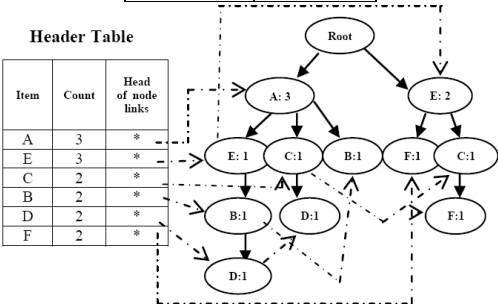 Header Table
Item Count Head of node links
A 3 *
E 3 *
C 2 *
B 2 *
D 2 *
F 2 *
Root
A: 3 E: 2
E: 1 C:1 B:1 F:1 C:1
B:1 D:1 F:1
D:1